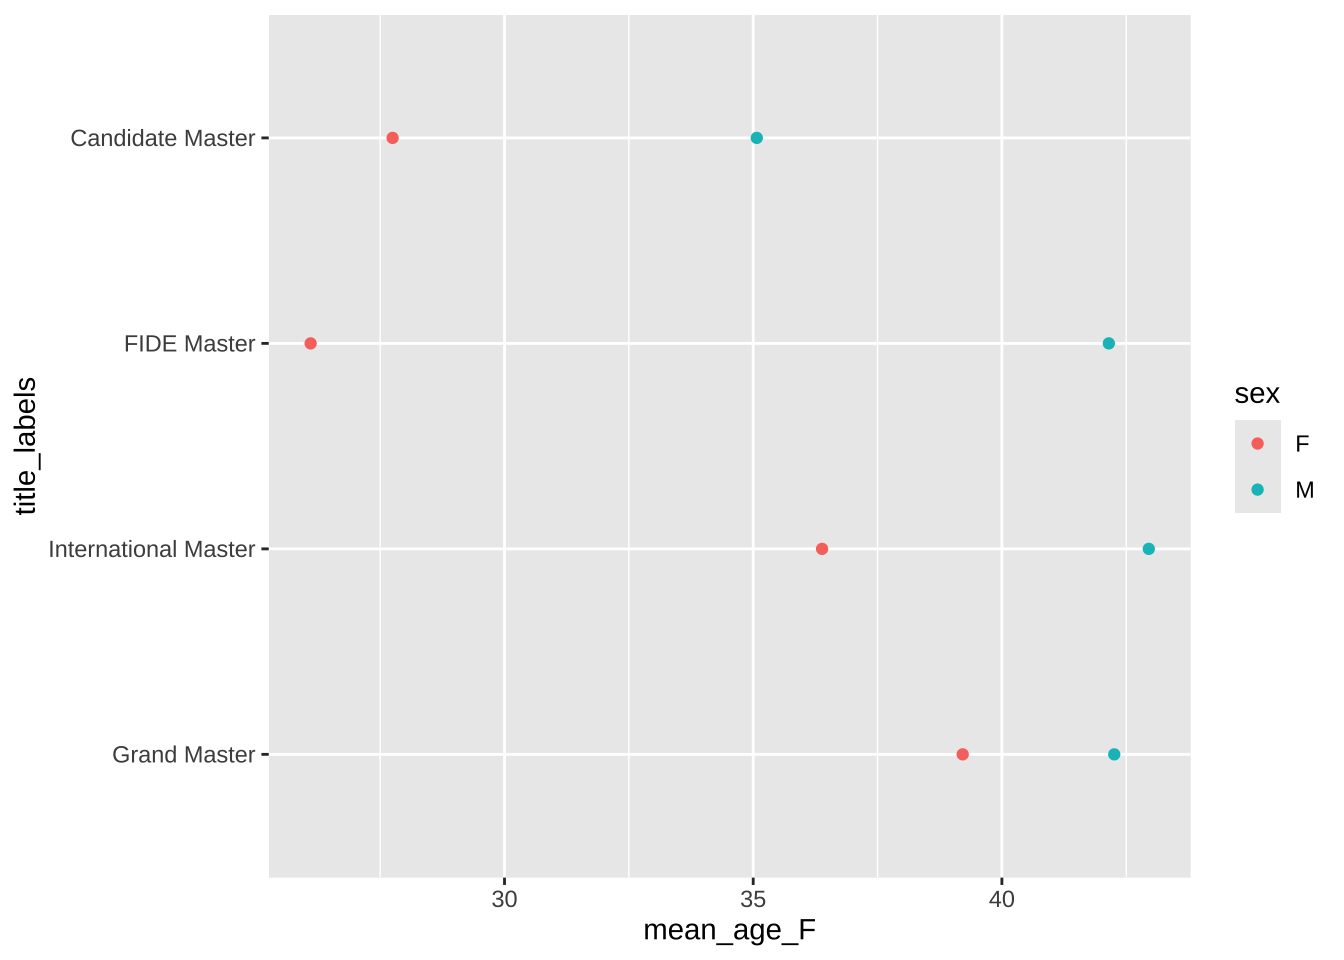 Candidate Master
FIDE Master
International Master
Grand Master
title_labels
30 35 40
mean_age_F
sex
F
M